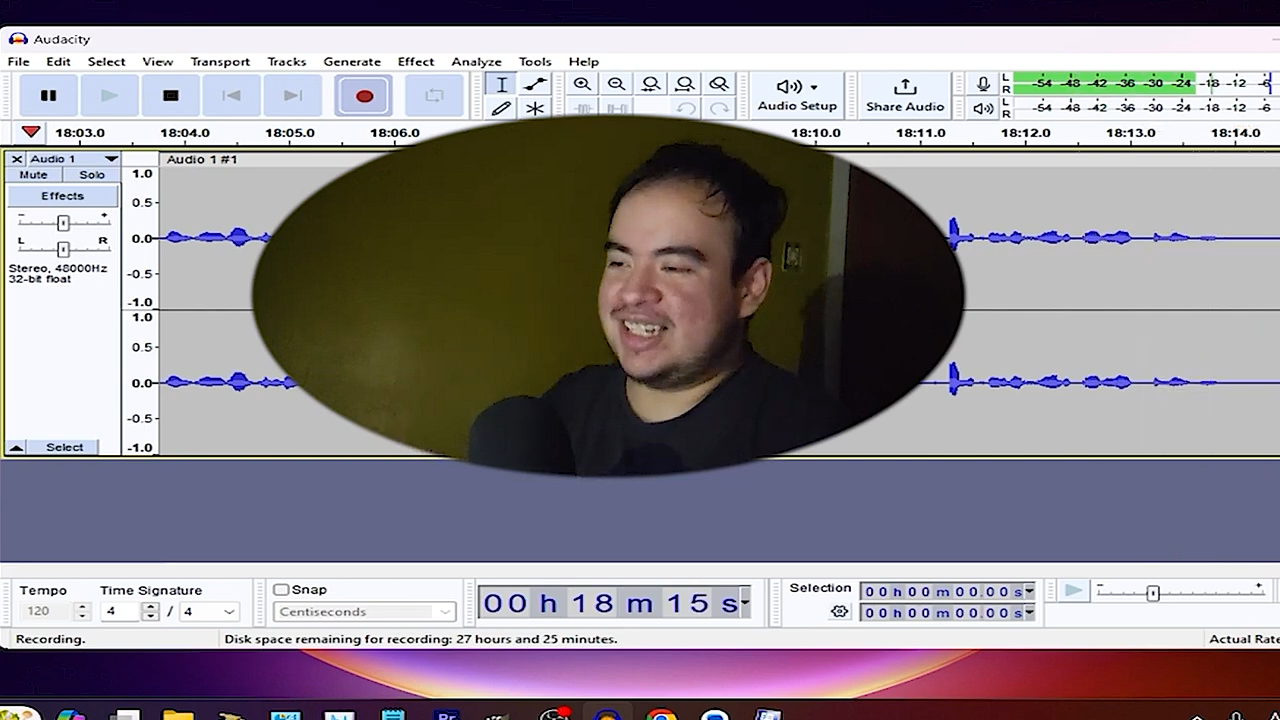 Audacity
File Edit Select View Transport Tracks Generate Effect Analyze Tools Help
Audio Setup Share Audio
L R -54 -48 -42 -36 -30 -24 -18 -12 -6
L R -54 -48 -42 -36 -30 -24 -18 -12 -6
18:03.0 18:04.0 18:05.0 18:06.0 18:10.0 18:11.0 18:12.0 18:13.0 18:14.0
Audio 1 Audio 1 #1
Mute Solo
Effects
- +
L R
Stereo, 48000Hz
32-bit float
1.0
0.5
0.0
-0.5
-1.0
1.0
0.5
0.0
-0.5
-1.0
Select
Tempo Time Signature Snap Selection
120 4 / 4 Centiseconds 00 h 18 m 15 s
00 h 00 m 00.00 s
00 h 00 m 00.00 s
Recording. Disk space remaining for recording: 27 hours and 25 minutes. Actual Rate
Pr